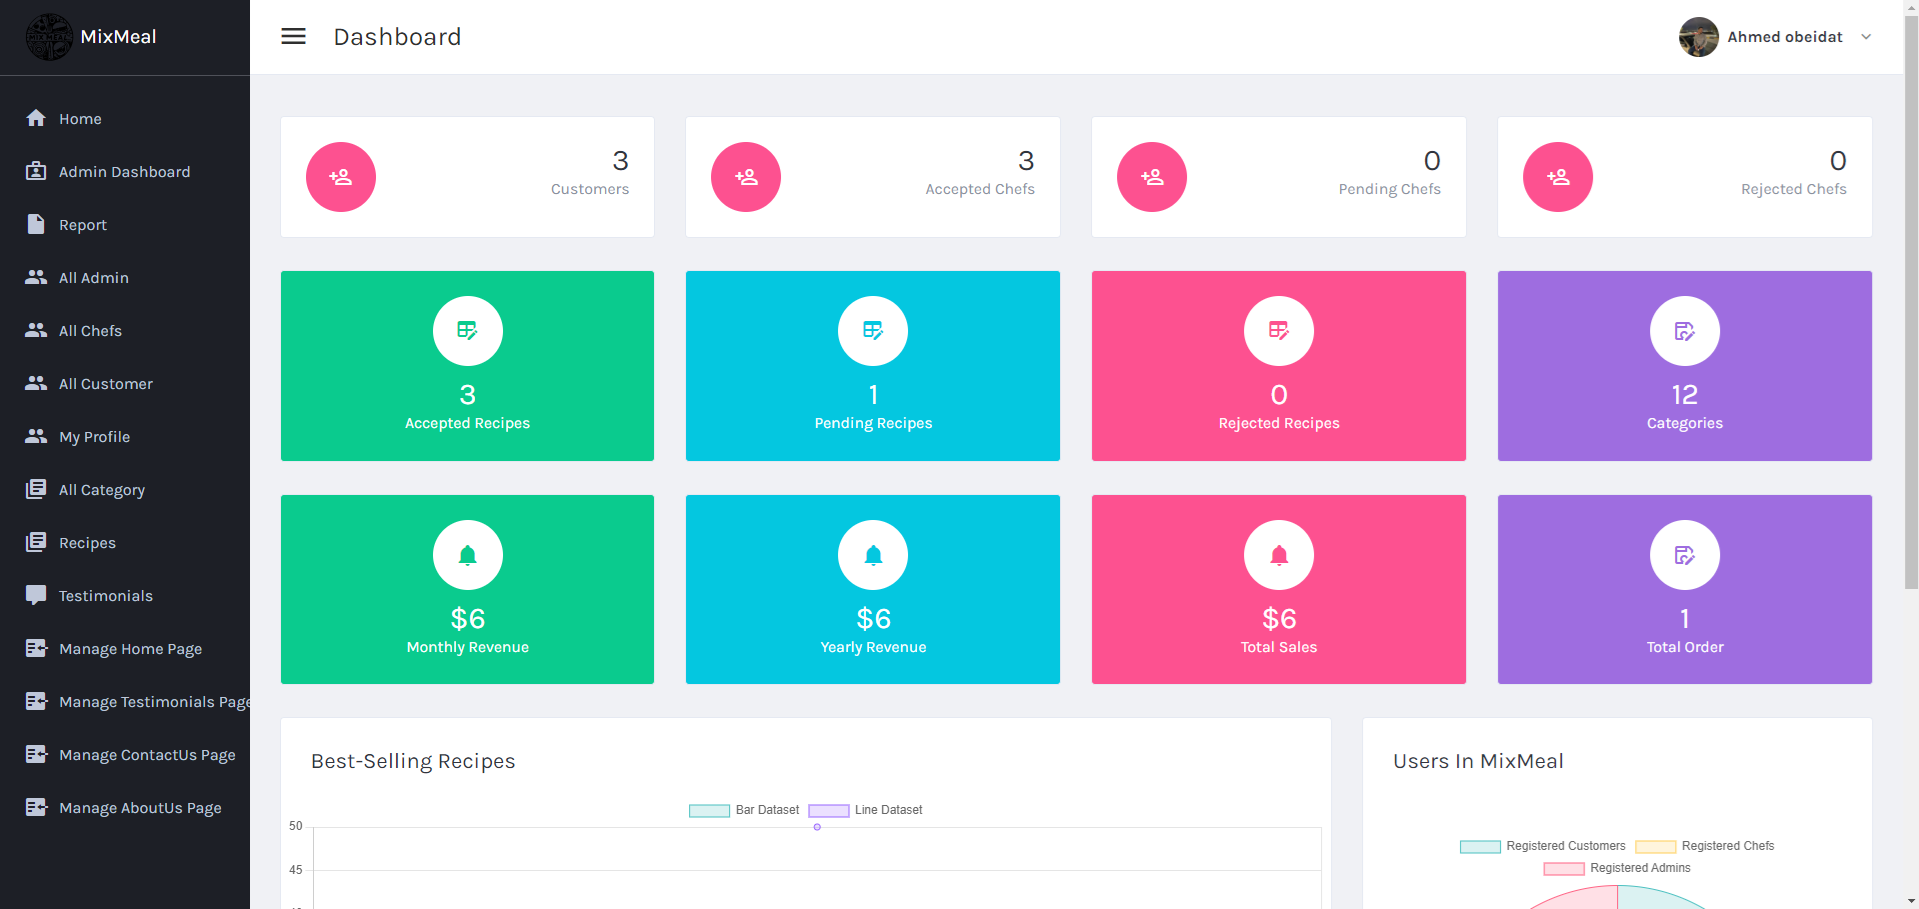 MixMeal
Dashboard
Ahmed obeidat
Home
Admin Dashboard
Report
All Admin
All Chefs
All Customer
My Profile
All Category
Recipes
Testimonials
Manage Home Page
Manage Testimonials Page
Manage ContactUs Page
Manage AboutUs Page
3
Customers
3
Accepted Chefs
0
Pending Chefs
0
Rejected Chefs
3
Accepted Recipes
1
Pending Recipes
0
Rejected Recipes
12
Categories
$6
Monthly Revenue
$6
Yearly Revenue
$6
Total Sales
1
Total Order
Best-Selling Recipes
Bar Dataset
Line Dataset
50
45
Users In MixMeal
Registered Customers
Registered Chefs
Registered Admins